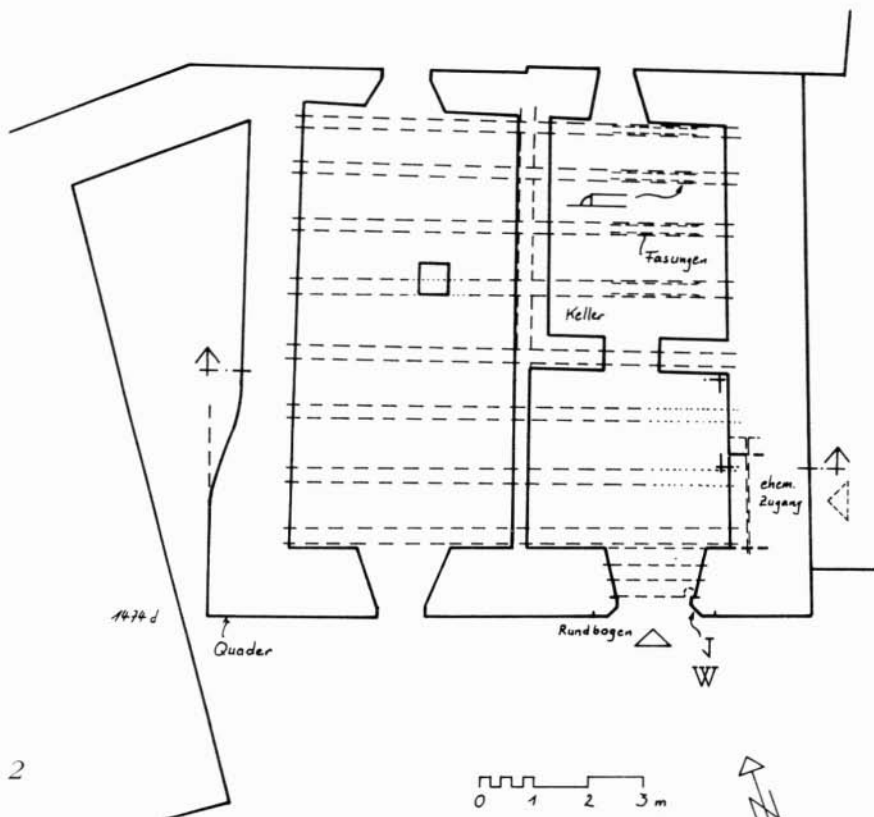 Fasungen
Keller
ehem.
Zugang
1474 d
Quader
Rundbogen
J
W
2
0 1 2 3 m